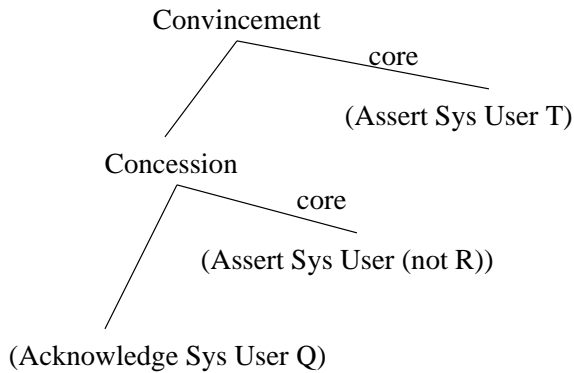 Convincement
core
(Assert Sys User T)
Concession
core
(Assert Sys User (not R))
(Acknowledge Sys User Q)